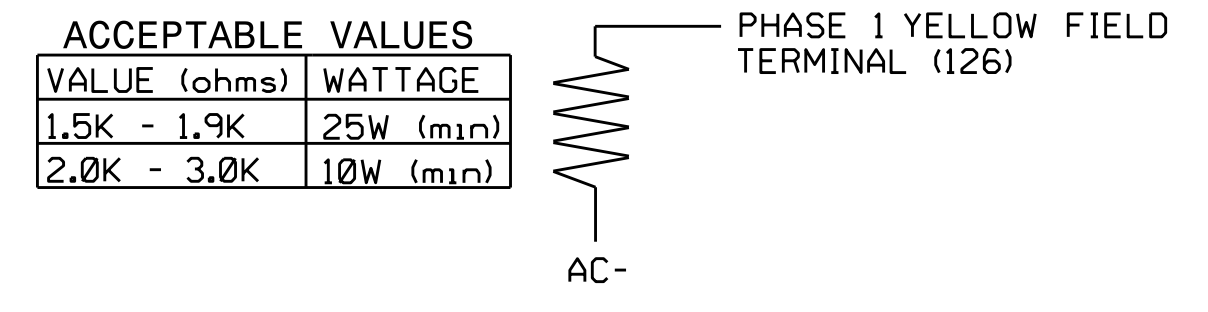 ACCEPTABLE VALUES
VALUE (ohms) WATTAGE
1.5K - 1.9K 25W (min)
2.0K - 3.0K 10W (min)
PHASE 1 YELLOW FIELD
TERMINAL (126)
AC-